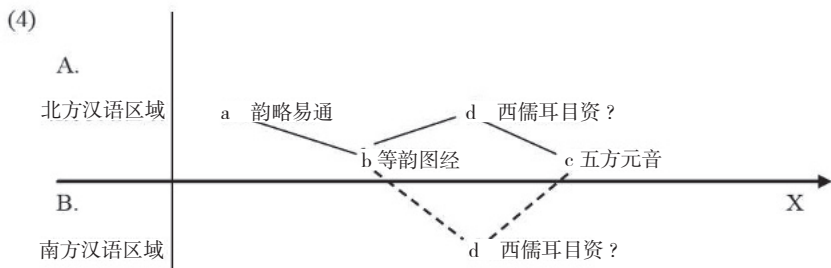 (4)
A.
北方汉语区域
a 韵略易通
d 西儒耳目资？
b 等韵图经
c 五方元音
B.
X
南方汉语区域
d 西儒耳目资？